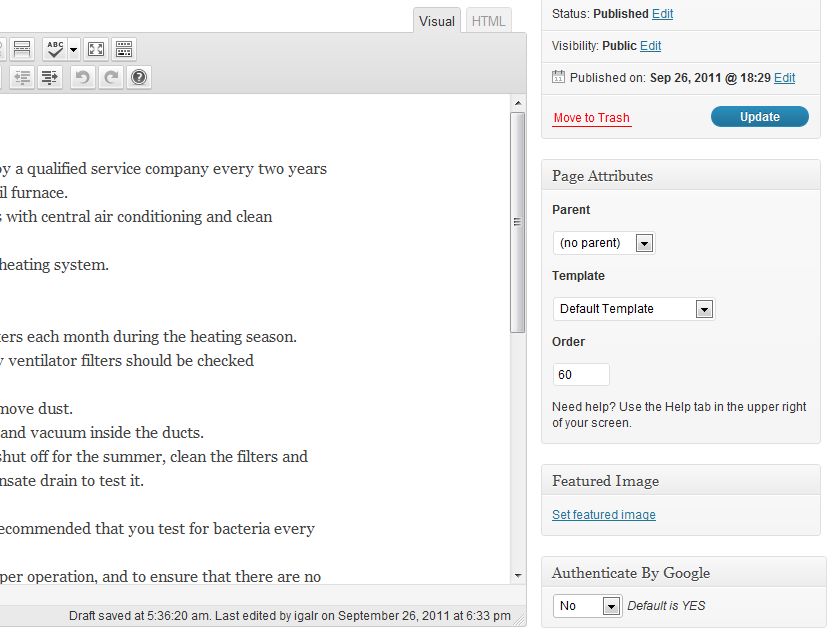 Visual HTML
ABC
by a qualified service company every two years
il furnace.
s with central air conditioning and clean
heating system.
ters each month during the heating season.
y ventilator filters should be checked
move dust.
and vacuum inside the ducts.
shut off for the summer, clean the filters and
nsate drain to test it.
recommended that you test for bacteria every
per operation, and to ensure that there are no
Draft saved at 5:36:20 am. Last edited by igalr on September 26, 2011 at 6:33 pm
Status: Published Edit
Visibility: Public Edit
Published on: Sep 26, 2011 @ 18:29 Edit
Move to Trash Update
Page Attributes
Parent
(no parent)
Template
Default Template
Order
60
Need help? Use the Help tab in the upper right
of your screen.
Featured Image
Set featured image
Authenticate By Google
No Default is YES